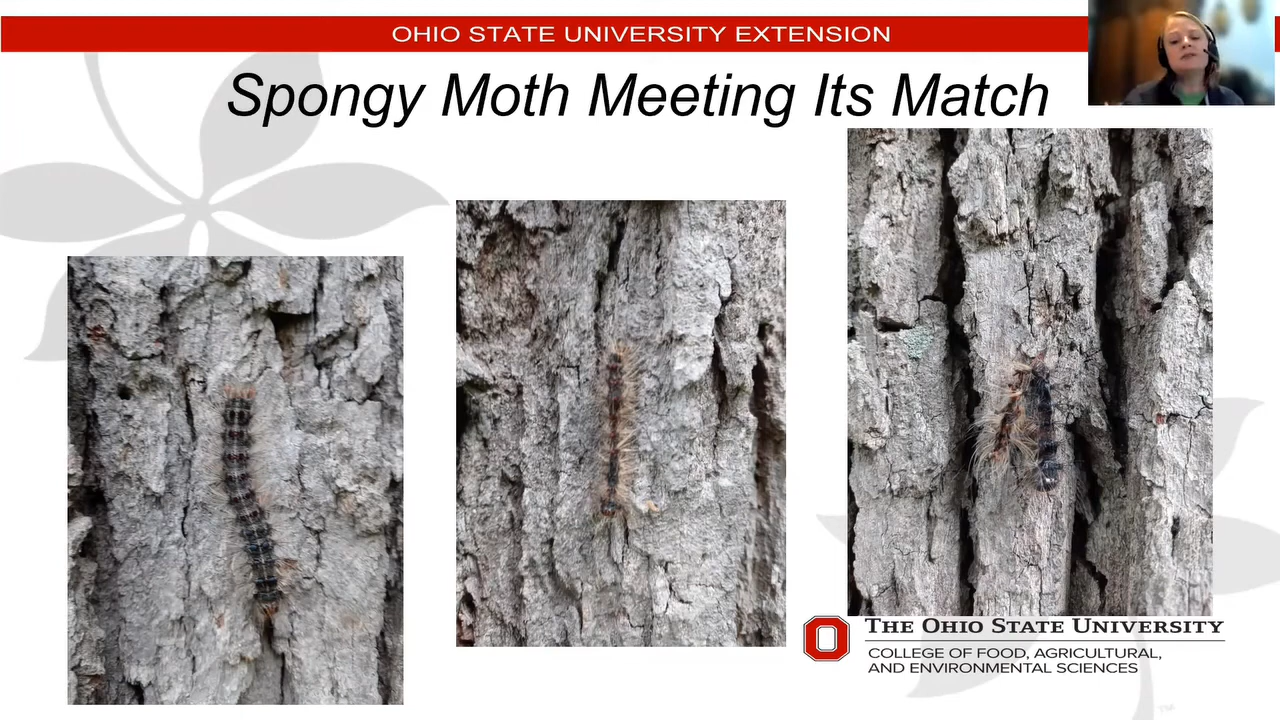 OHIO STATE UNIVERSITY EXTENSION
Spongy Moth Meeting Its Match
THE OHIO STATE UNIVERSITY
COLLEGE OF FOOD, AGRICULTURAL,
AND ENVIRONMENTAL SCIENCES
TM